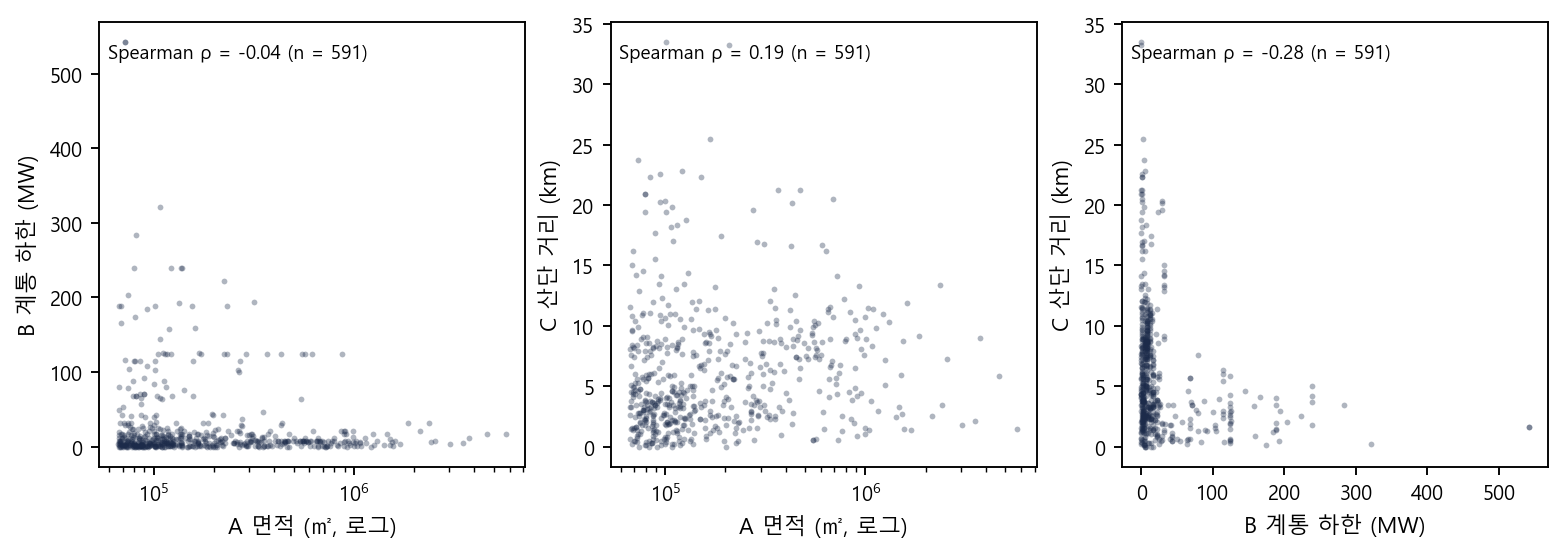 Spearman ρ = -0.04 (n = 591)
500
400
300
200
100
0
B 계통 하한 (MW)
10⁵
10⁶
A 면적 (㎡, 로그)
Spearman ρ = 0.19 (n = 591)
35
30
25
20
15
10
5
0
C 산단 거리 (km)
10⁵
10⁶
A 면적 (㎡, 로그)
Spearman ρ = -0.28 (n = 591)
35
30
25
20
15
10
5
0
C 산단 거리 (km)
0 100 200 300 400 500
B 계통 하한 (MW)